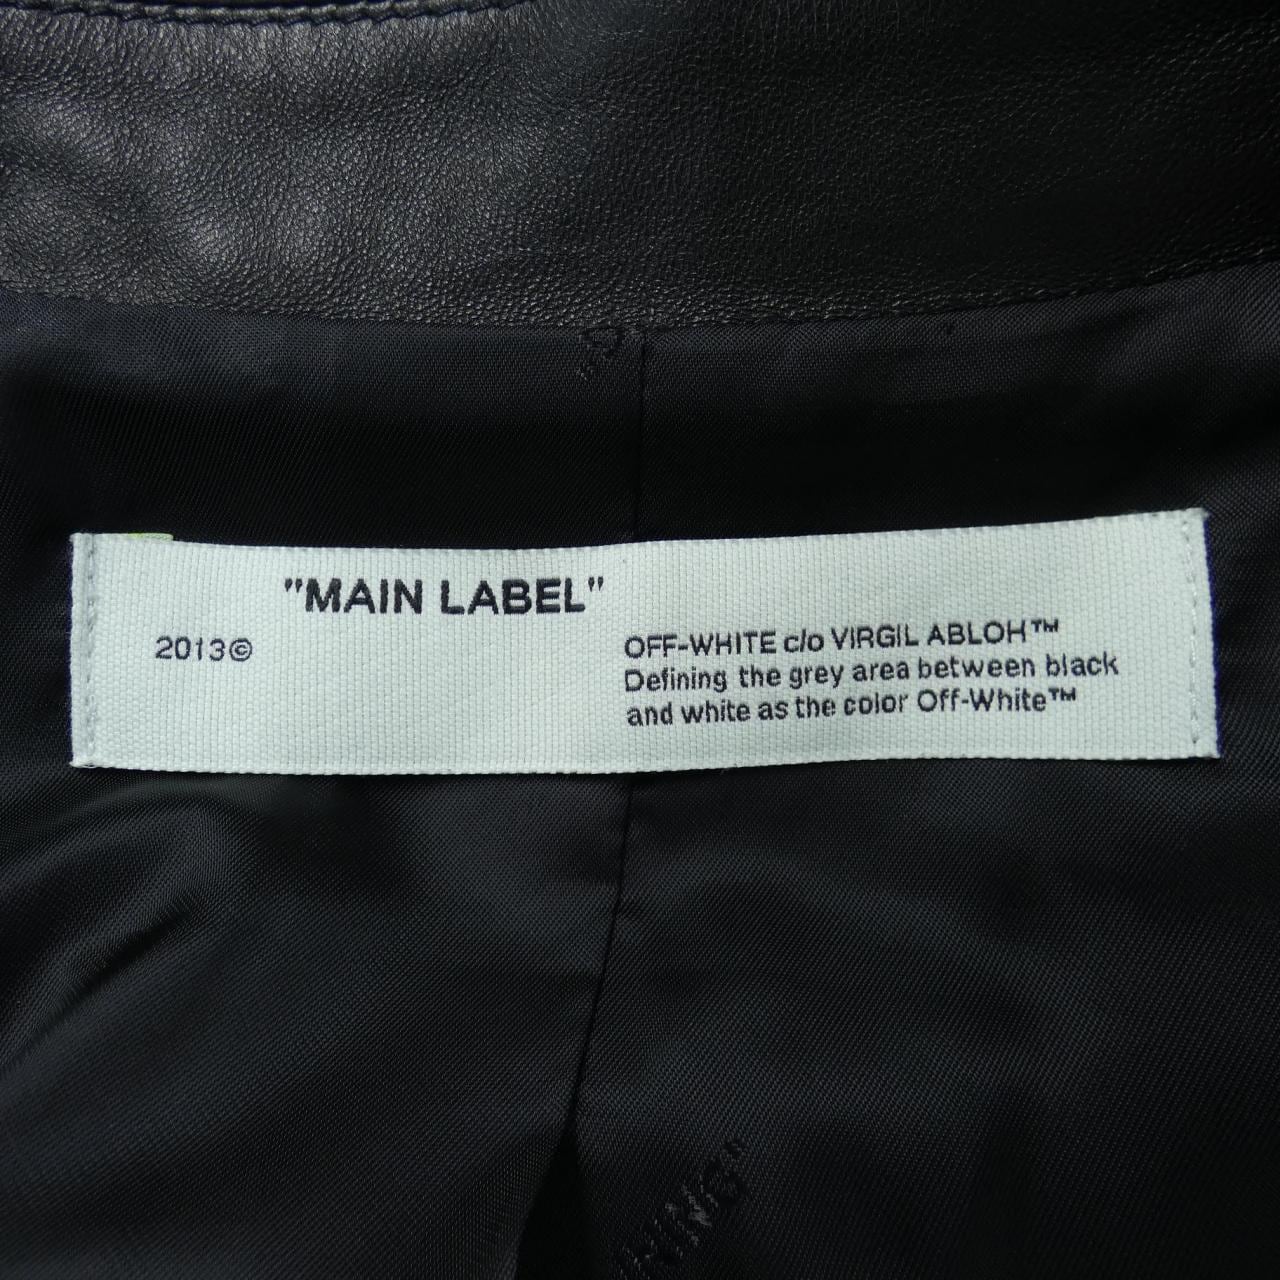 "MAIN LABEL"
2013©
OFF-WHITE c/o VIRGIL ABLOH™
Defining the grey area between black
and white as the color Off-White™